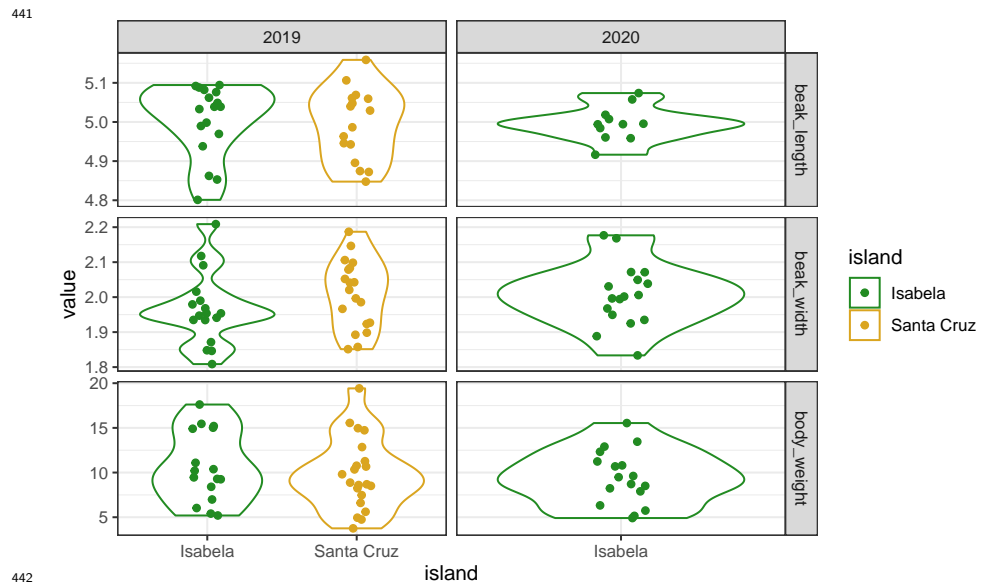 441
2019
2020
5.1
5.0
4.9
4.8
beak_length
2.2
2.1
2.0
1.9
1.8
beak_width
20
15
10
5
body_weight
value
Isabela
Santa Cruz
Isabela
island
island
Isabela
Santa Cruz
442